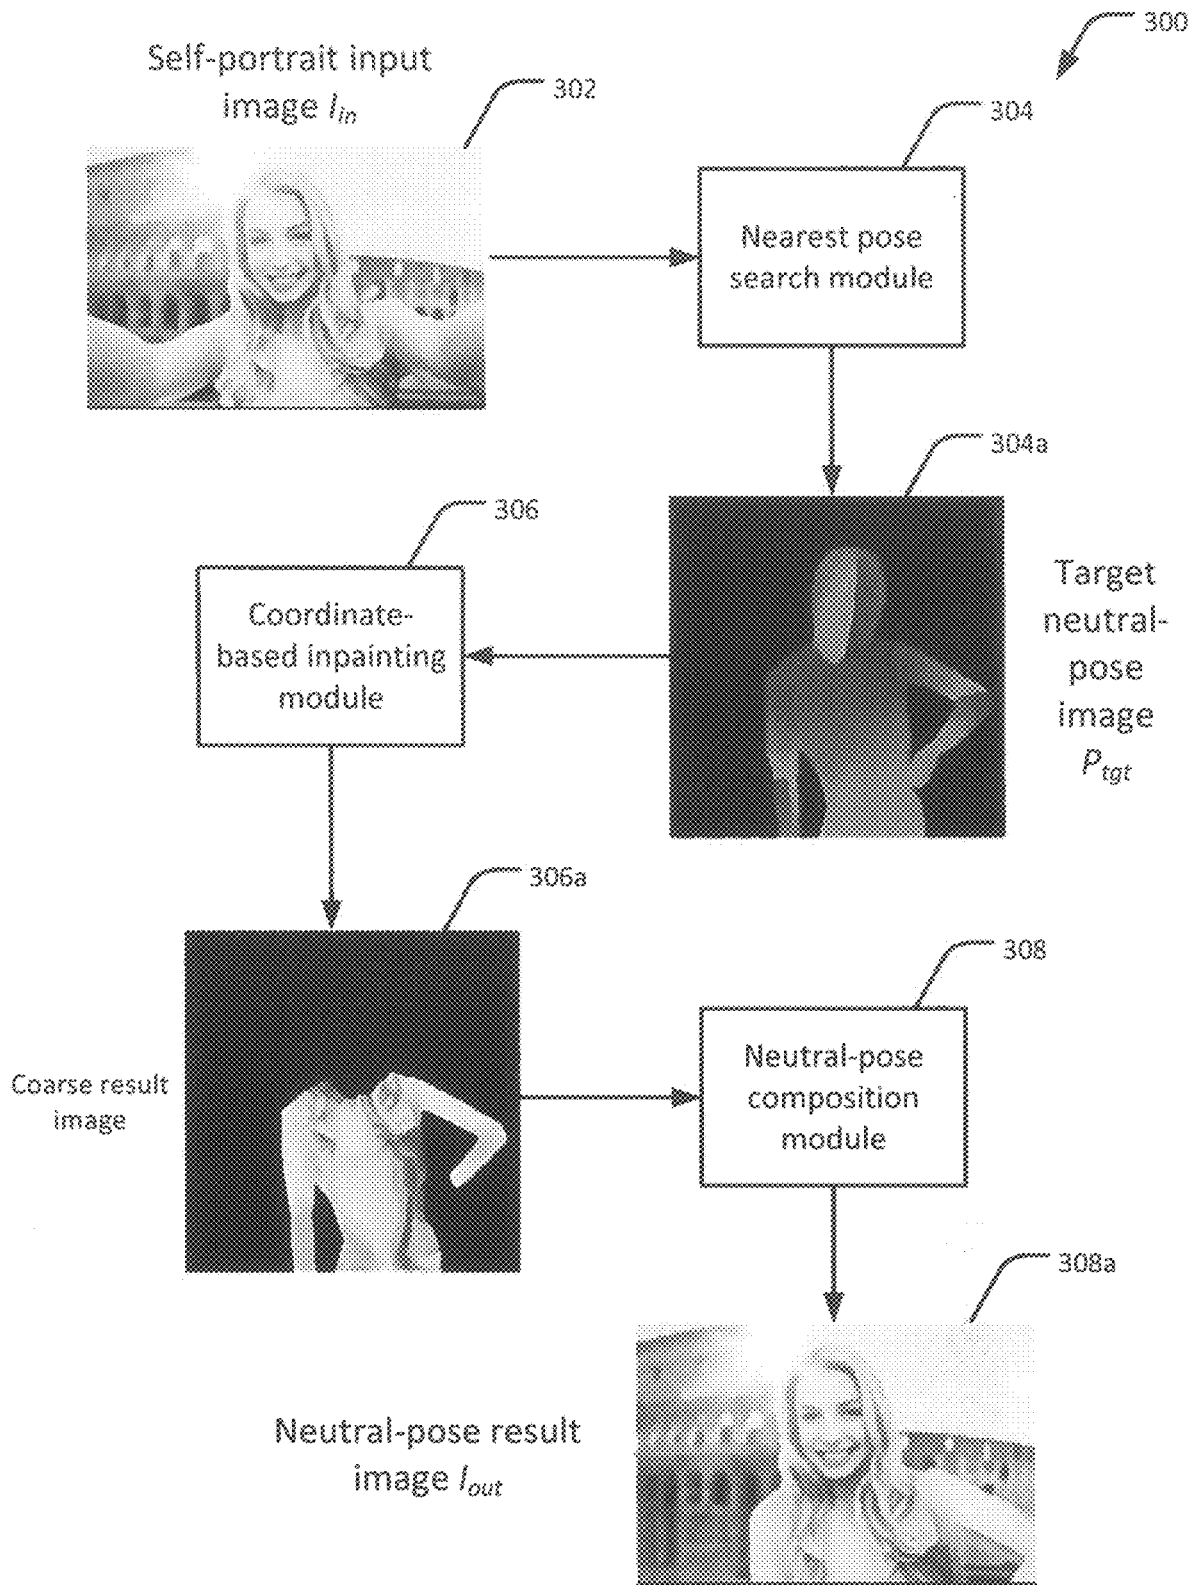 300
Self-portrait input
image I_in
302
304
Nearest pose
search module
304a
306
Coordinate-
based inpainting
module
Target
neutral-
pose
image
P_tgt
306a
308
Coarse result
image
Neutral-pose
composition
module
308a
Neutral-pose result
image I_out